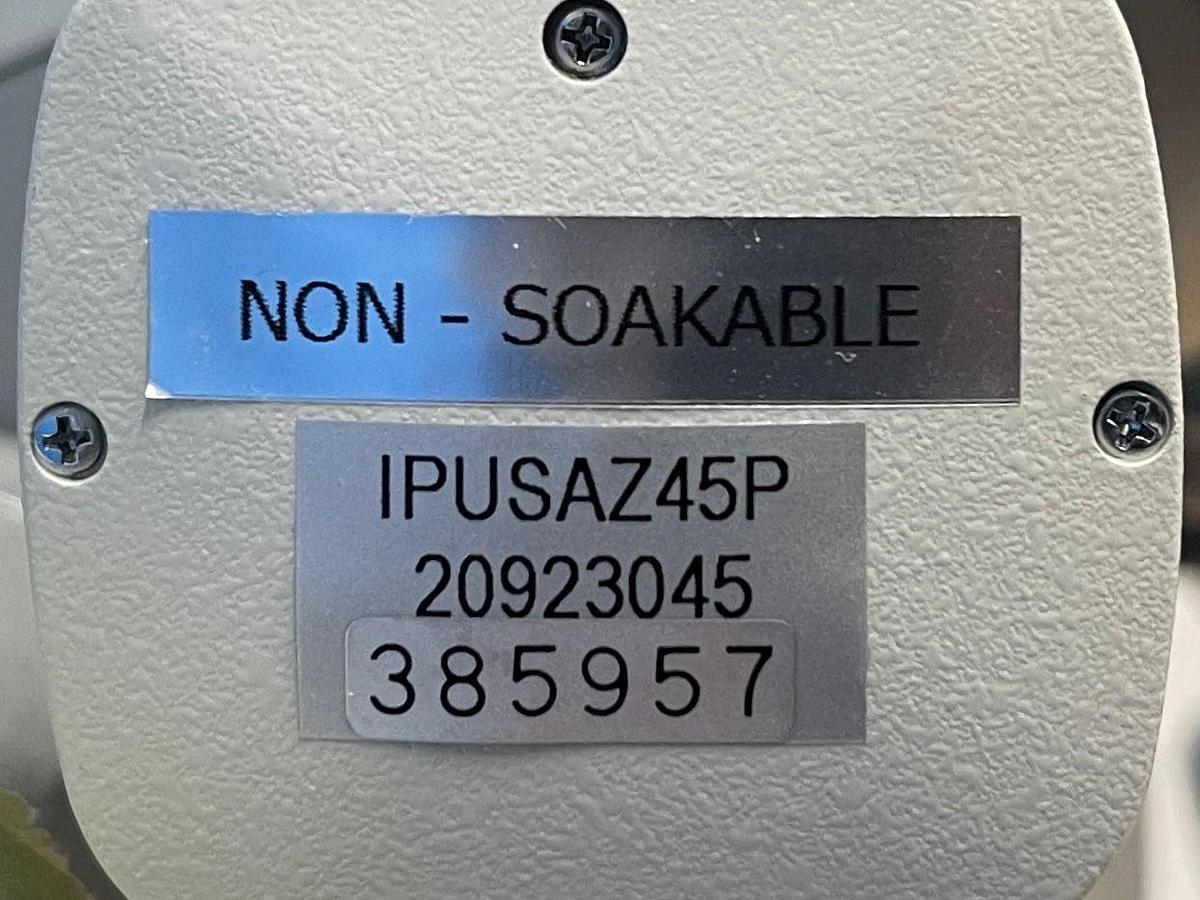 NON - SOAKABLE
IPUSAZ45P
20923045
385957